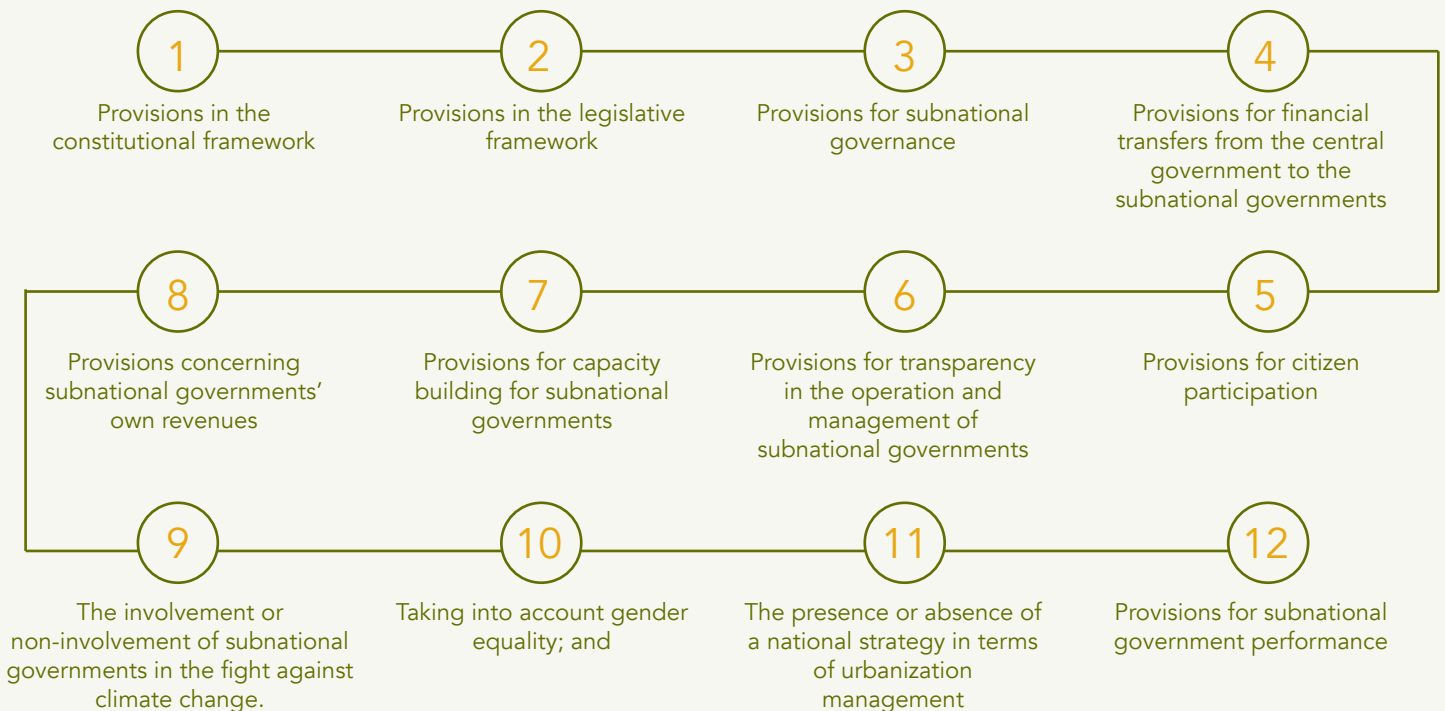 1
Provisions in the
constitutional framework
2
Provisions in the legislative
framework
3
Provisions for subnational
governance
4
Provisions for financial
transfers from the central
government to the
subnational governments
5
Provisions for citizen
participation
6
Provisions for transparency
in the operation and
management of
subnational governments
7
Provisions for capacity
building for subnational
governments
8
Provisions concerning
subnational governments’
own revenues
9
The involvement or
non-involvement of subnational
governments in the fight against
climate change.
10
Taking into account gender
equality; and
11
The presence or absence of
a national strategy in terms
of urbanization
management
12
Provisions for subnational
government performance